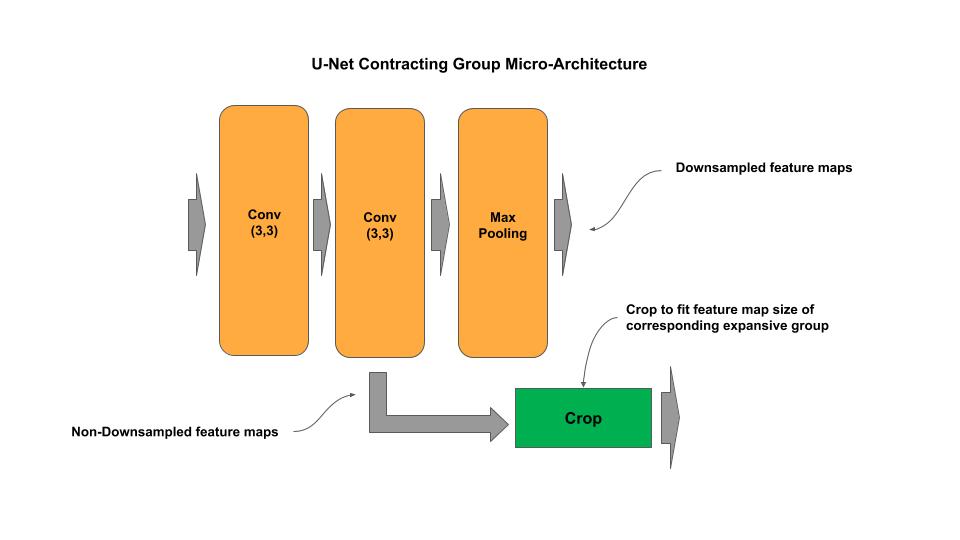 U-Net Contracting Group Micro-Architecture
Conv
(3,3)
Conv
(3,3)
Max
Pooling
Downsampled feature maps
Crop to fit feature map size of
corresponding expansive group
Crop
Non-Downsampled feature maps